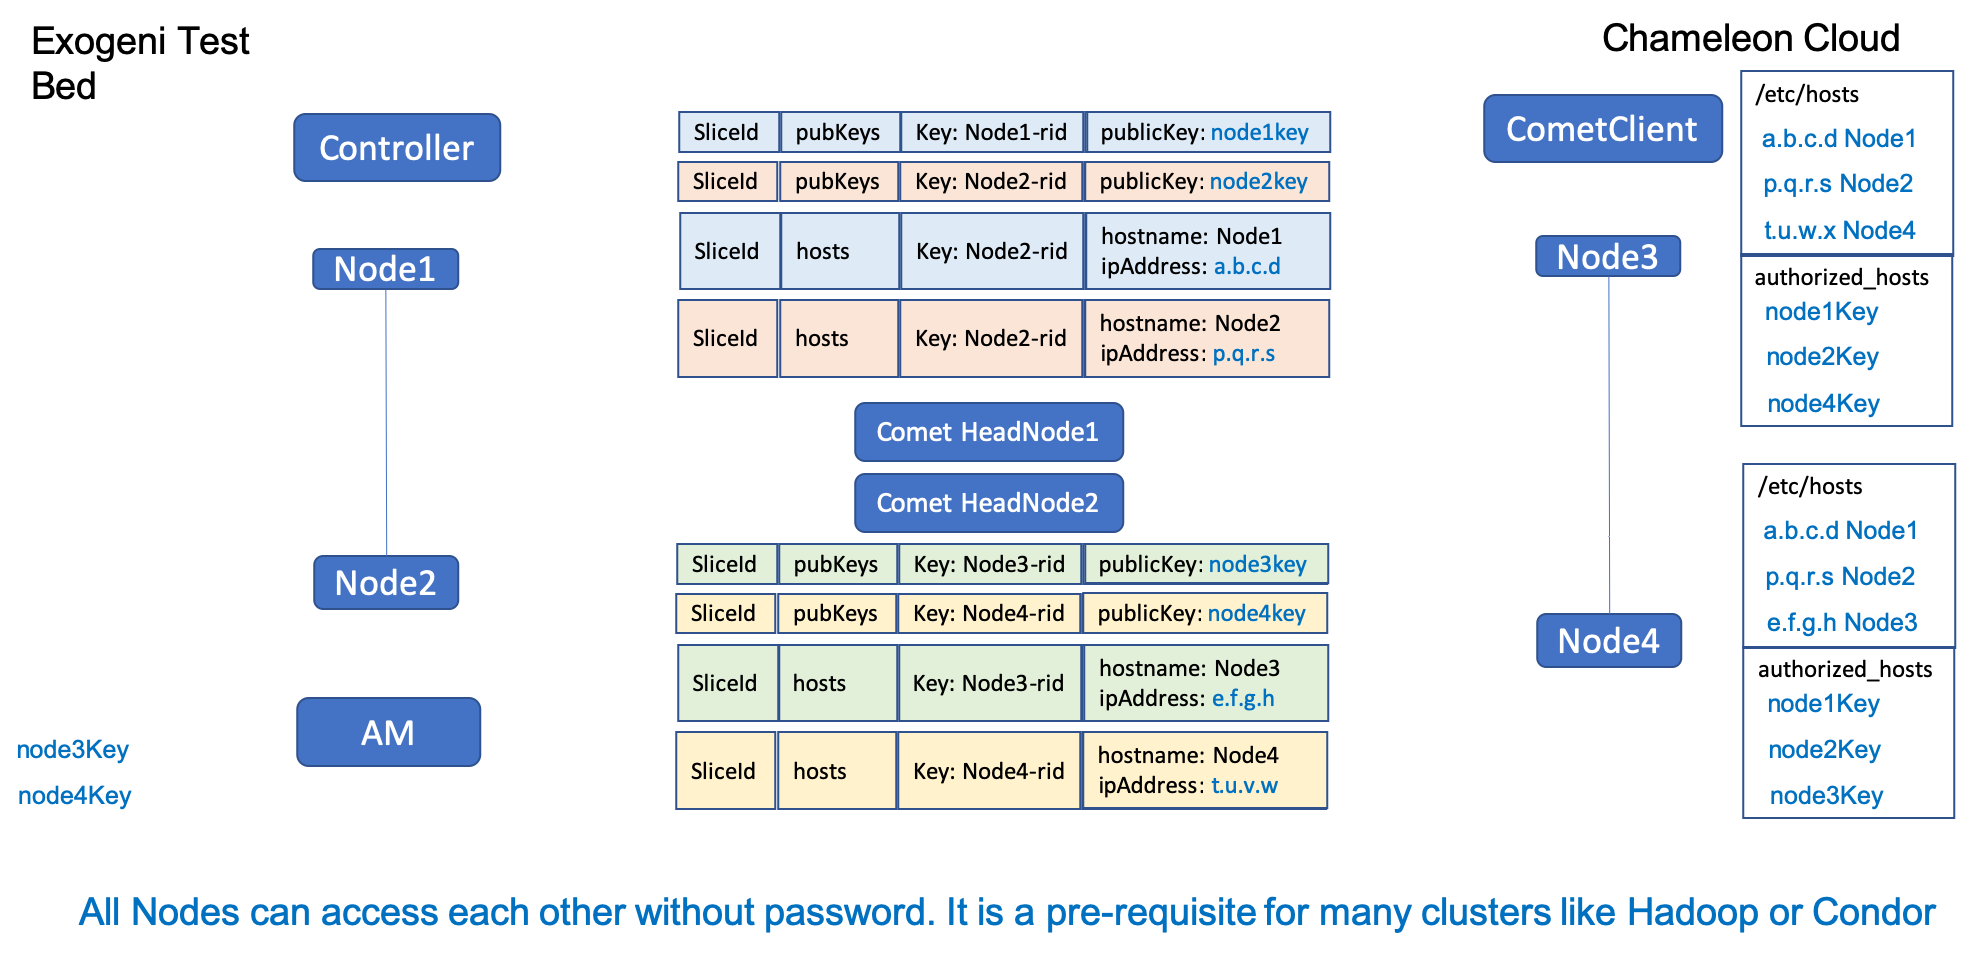 Exogeni Test
Bed
Controller
Node1
Node2
AM
node3Key
node4Key
SliceId pubKeys Key: Node1-rid publicKey: node1key
SliceId pubKeys Key: Node2-rid publicKey: node2key
SliceId hosts Key: Node2-rid hostname: Node1
ipAddress: a.b.c.d
SliceId hosts Key: Node2-rid hostname: Node2
ipAddress: p.q.r.s
Comet HeadNode1
Comet HeadNode2
SliceId pubKeys Key: Node3-rid publicKey: node3key
SliceId pubKeys Key: Node4-rid publicKey: node4key
SliceId hosts Key: Node3-rid hostname: Node3
ipAddress: e.f.g.h
SliceId hosts Key: Node4-rid hostname: Node4
ipAddress: t.u.v.w
Chameleon Cloud
CometClient
Node3
Node4
/etc/hosts
a.b.c.d Node1
p.q.r.s Node2
t.u.w.x Node4
authorized_hosts
node1Key
node2Key
node4Key
/etc/hosts
a.b.c.d Node1
p.q.r.s Node2
e.f.g.h Node3
authorized_hosts
node1Key
node2Key
node3Key
All Nodes can access each other without password. It is a pre-requisite for many clusters like Hadoop or Condor